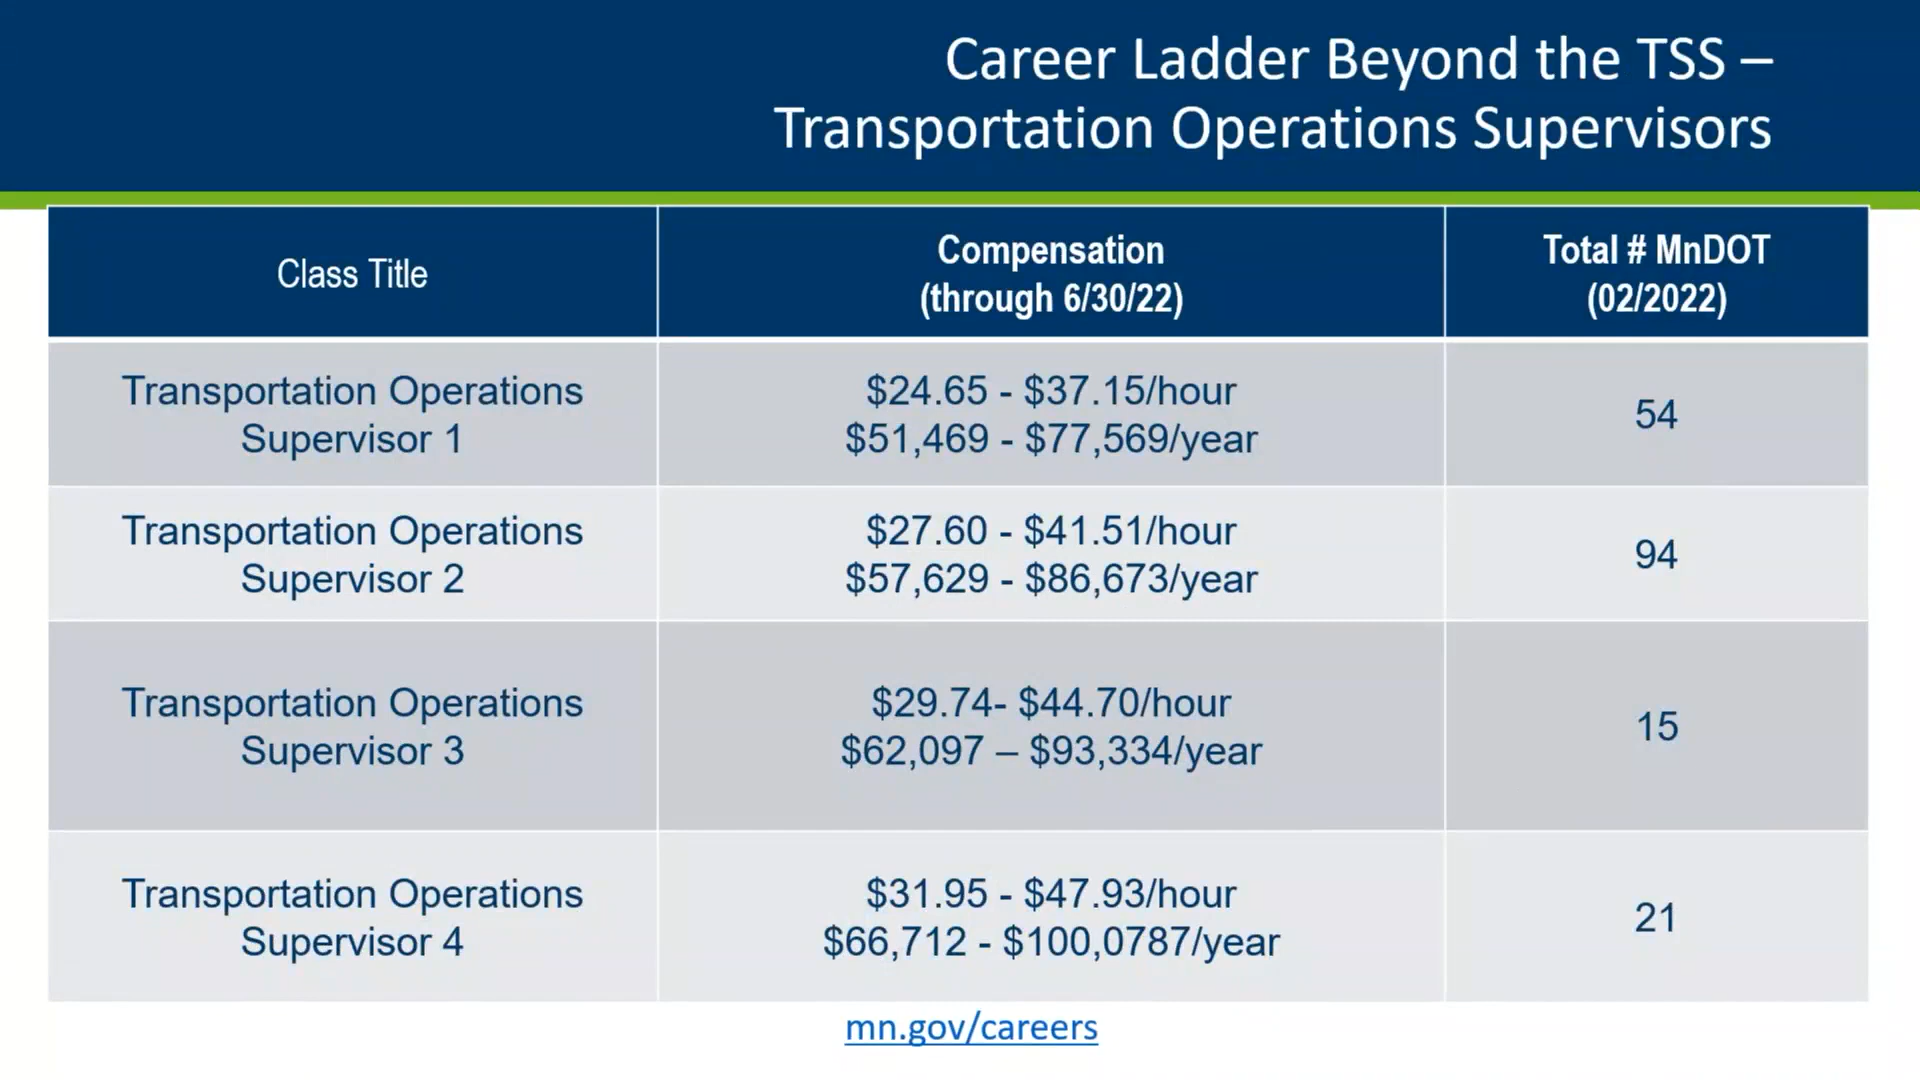 Career Ladder Beyond the TSS –
Transportation Operations Supervisors
Class Title
Compensation
(through 6/30/22)
Total # MnDOT
(02/2022)
Transportation Operations
Supervisor 1
$24.65 - $37.15/hour
$51,469 - $77,569/year
54
Transportation Operations
Supervisor 2
$27.60 - $41.51/hour
$57,629 - $86,673/year
94
Transportation Operations
Supervisor 3
$29.74- $44.70/hour
$62,097 – $93,334/year
15
Transportation Operations
Supervisor 4
$31.95 - $47.93/hour
$66,712 - $100,0787/year
21
mn.gov/careers